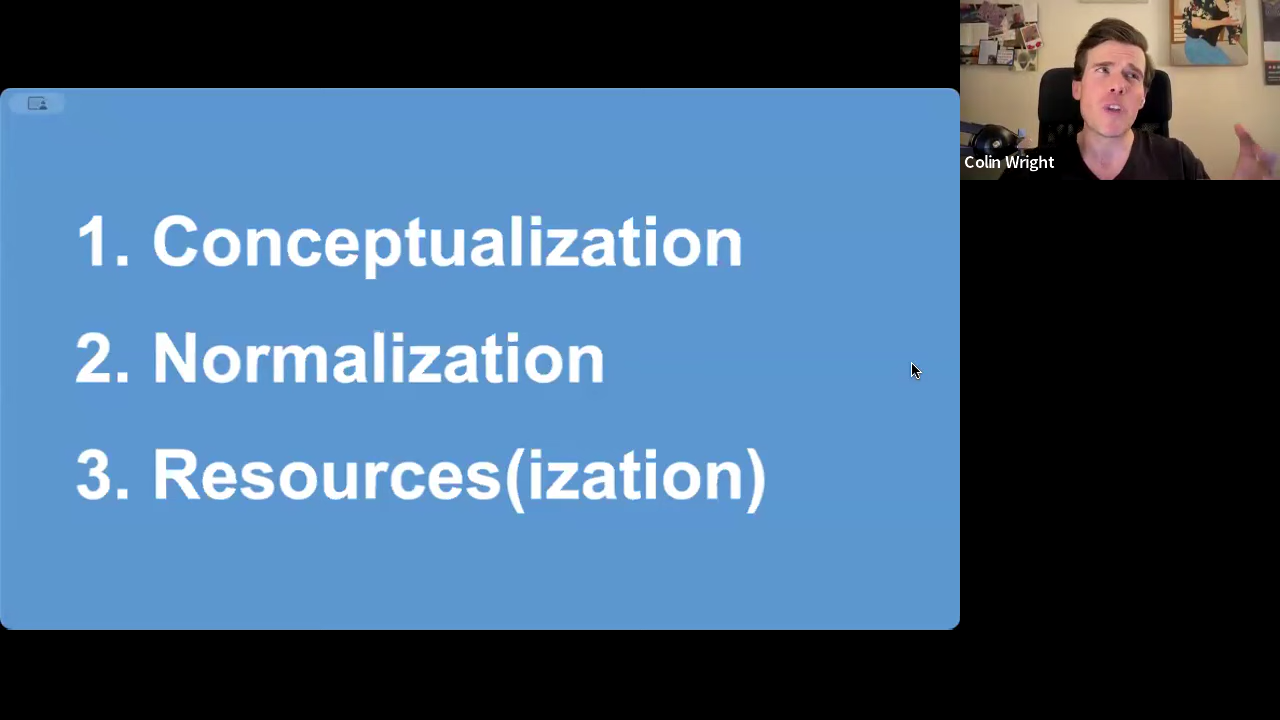 1. Conceptualization
2. Normalization
3. Resources(ization)
Colin Wright